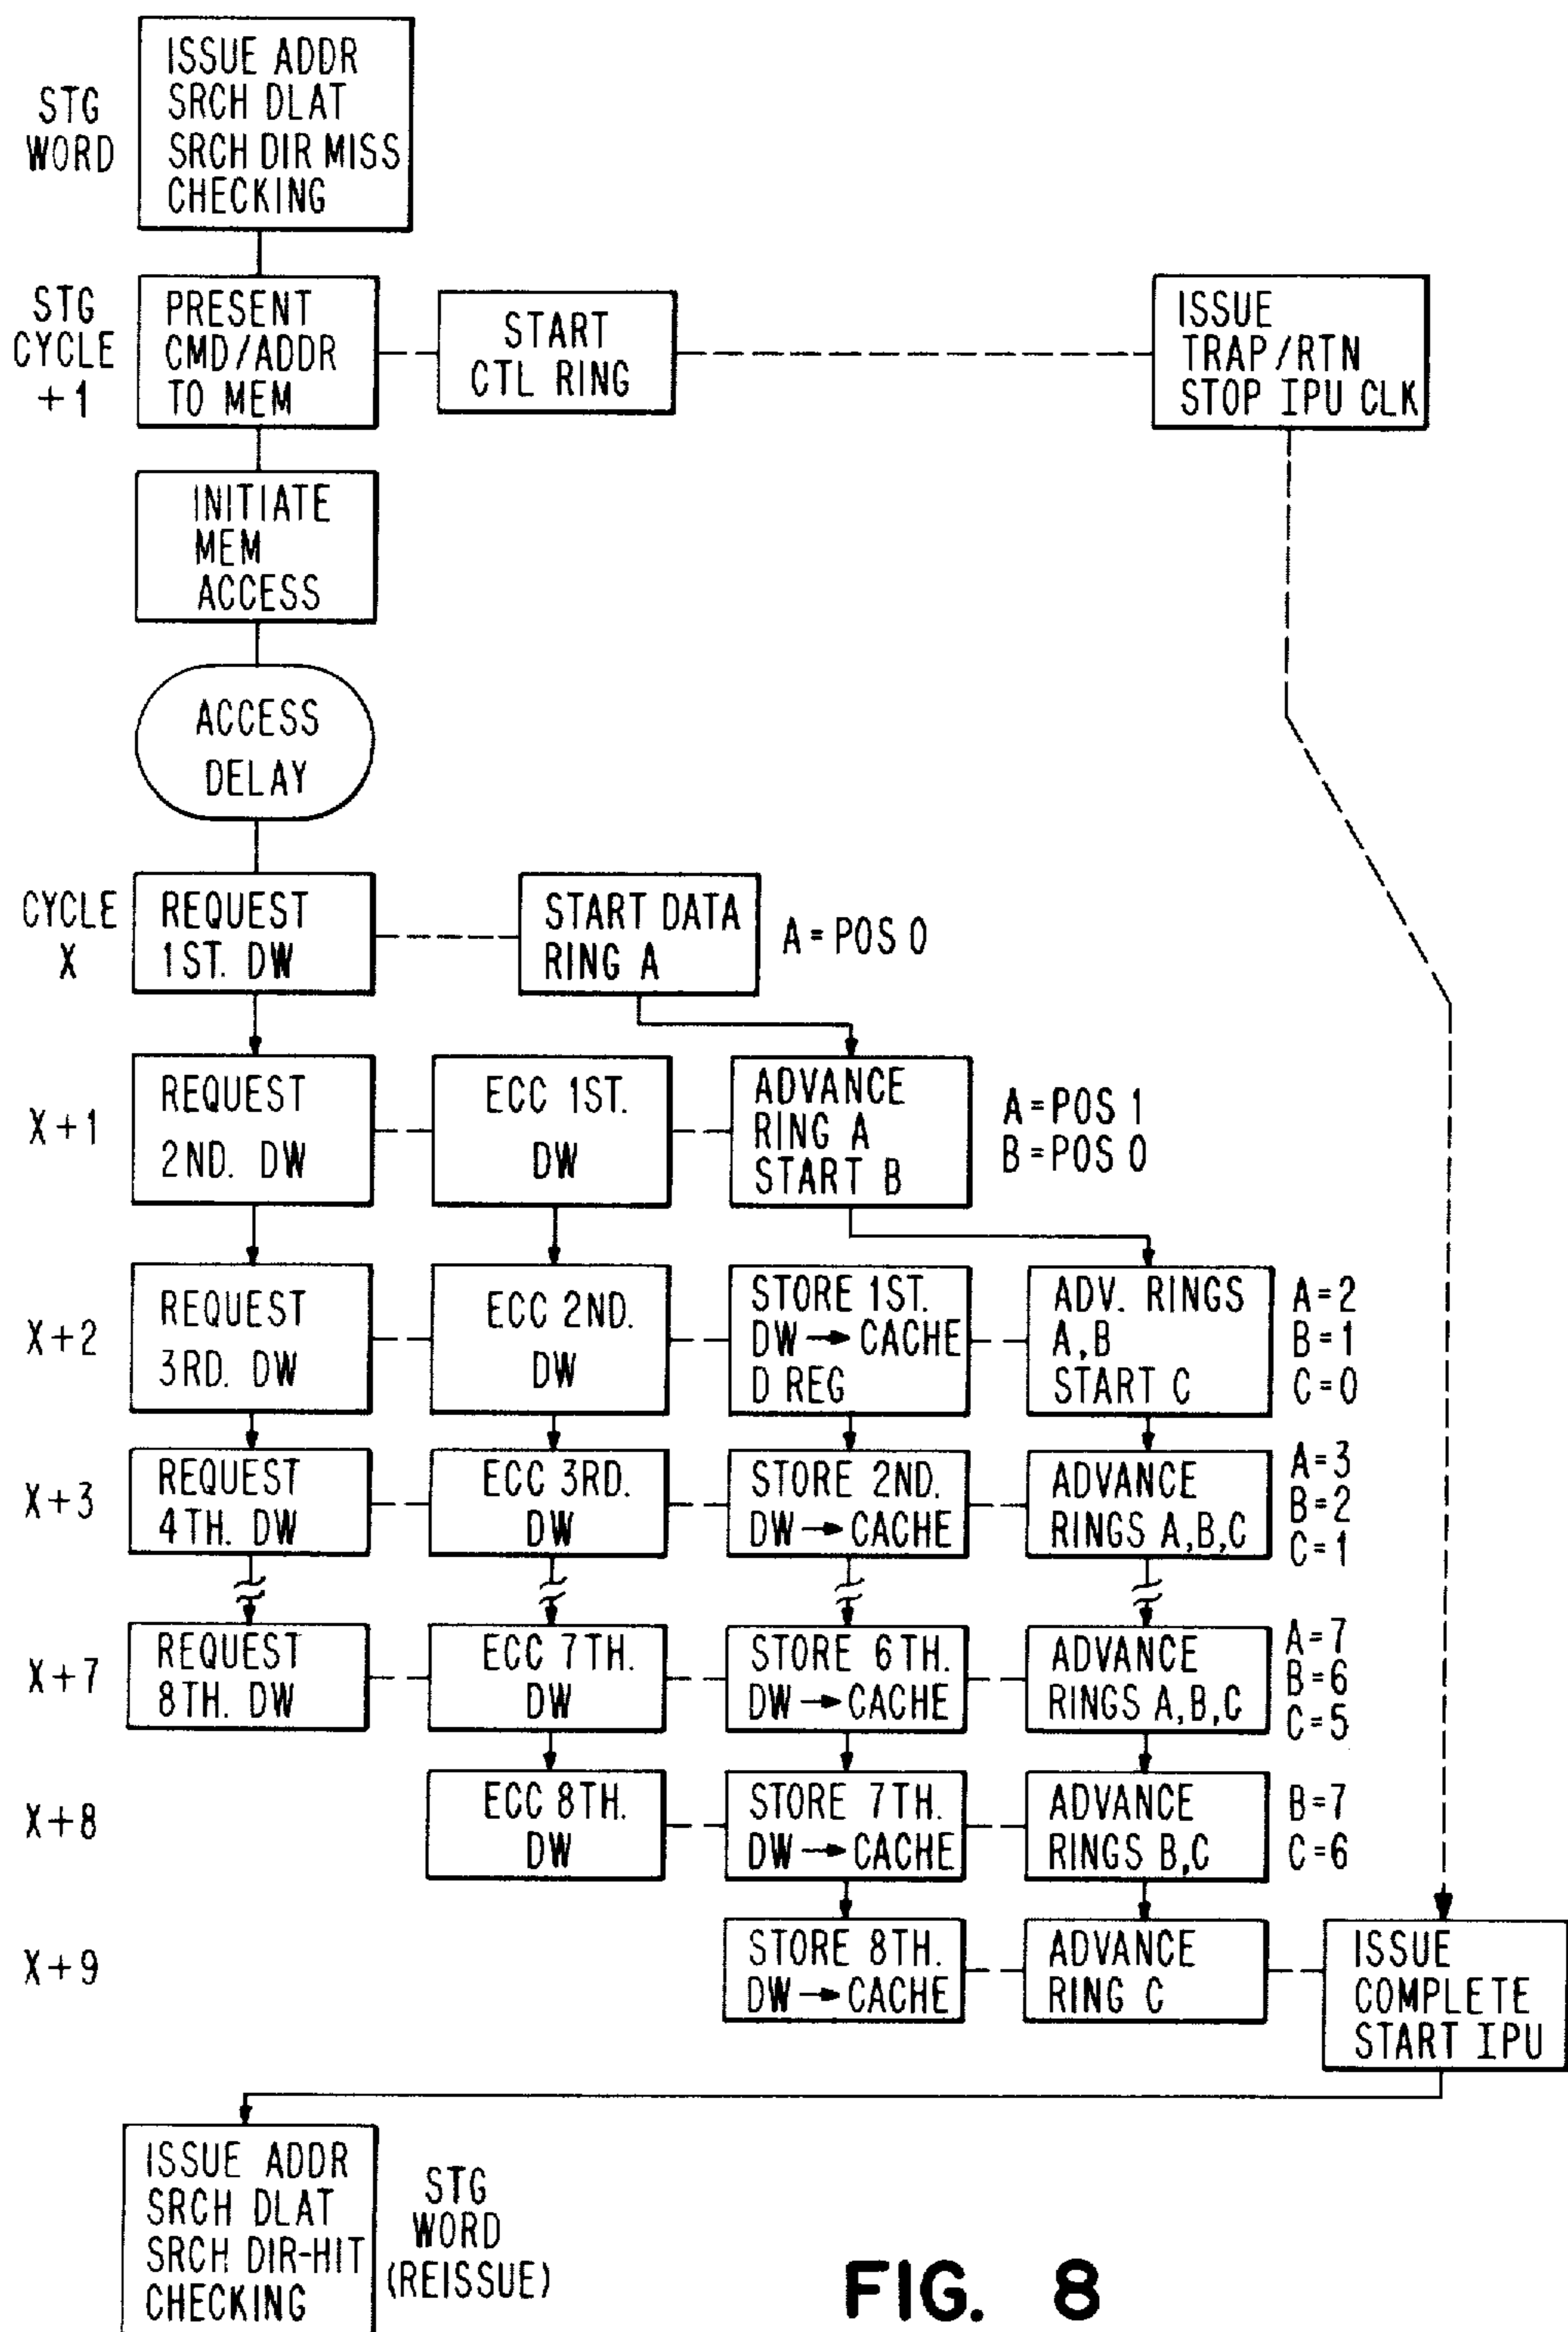 STG
WORD
ISSUE ADDR
SRCH DLAT
SRCH DIR MISS
CHECKING
STG
CYCLE
+1
PRESENT
CMD/ADDR
TO MEM
START
CTL RING
ISSUE
TRAP/RTN
STOP IPU CLK
INITIATE
MEM
ACCESS
ACCESS
DELAY
CYCLE
X
REQUEST
1ST. DW
START DATA
RING A
A=POS 0
X+1
REQUEST
2ND. DW
ECC 1ST.
DW
ADVANCE
RING A
START B
A=POS 1
B=POS 0
X+2
REQUEST
3RD. DW
ECC 2ND.
DW
STORE 1ST.
DW→CACHE
D REG
ADV. RINGS
A,B
START C
A=2
B=1
C=0
X+3
REQUEST
4TH. DW
ECC 3RD.
DW
STORE 2ND.
DW→CACHE
ADVANCE
RINGS A,B,C
A=3
B=2
C=1
X+7
REQUEST
8TH. DW
ECC 7TH.
DW
STORE 6TH.
DW→CACHE
ADVANCE
RINGS A,B,C
A=7
B=6
C=5
X+8
ECC 8TH.
DW
STORE 7TH.
DW→CACHE
ADVANCE
RINGS B,C
B=7
C=6
X+9
STORE 8TH.
DW→CACHE
ADVANCE
RING C
ISSUE
COMPLETE
START IPU
ISSUE ADDR
SRCH DLAT
SRCH DIR-HIT
CHECKING
STG
WORD
(REISSUE)
FIG. 8